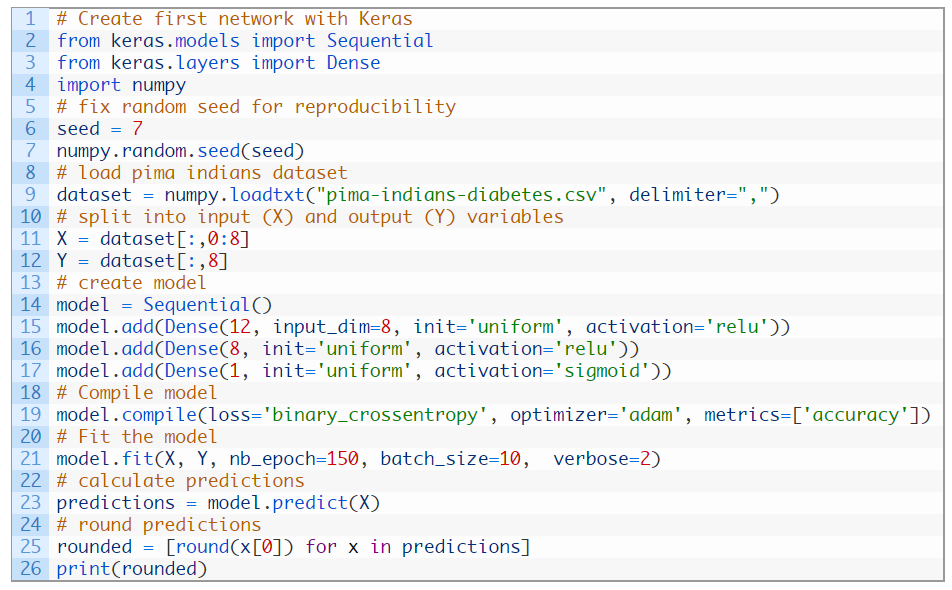 1 # Create first network with Keras
2 from keras.models import Sequential
3 from keras.layers import Dense
4 import numpy
5 # fix random seed for reproducibility
6 seed = 7
7 numpy.random.seed(seed)
8 # load pima indians dataset
9 dataset = numpy.loadtxt("pima-indians-diabetes.csv", delimiter=",")
10 # split into input (X) and output (Y) variables
11 X = dataset[:,0:8]
12 Y = dataset[:,8]
13 # create model
14 model = Sequential()
15 model.add(Dense(12, input_dim=8, init='uniform', activation='relu'))
16 model.add(Dense(8, init='uniform', activation='relu'))
17 model.add(Dense(1, init='uniform', activation='sigmoid'))
18 # Compile model
19 model.compile(loss='binary_crossentropy', optimizer='adam', metrics=['accuracy'])
20 # Fit the model
21 model.fit(X, Y, nb_epoch=150, batch_size=10,  verbose=2)
22 # calculate predictions
23 predictions = model.predict(X)
24 # round predictions
25 rounded = [round(x[0]) for x in predictions]
26 print(rounded)